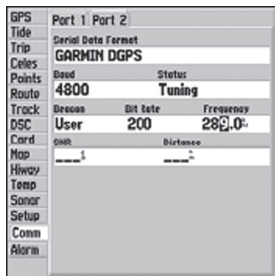 GPS
Tide
Trip
Celes
Points
Route
Track
DSC
Card
Map
Hiway
Temp
Sonar
Setup
Comm
Alarm
Port 1 Port 2
Serial Data Format
GARMIN DGPS
Baud Status
4800 Tuning
Beacon Bit Rate Frequency
User 200 289.0
SNR Distance